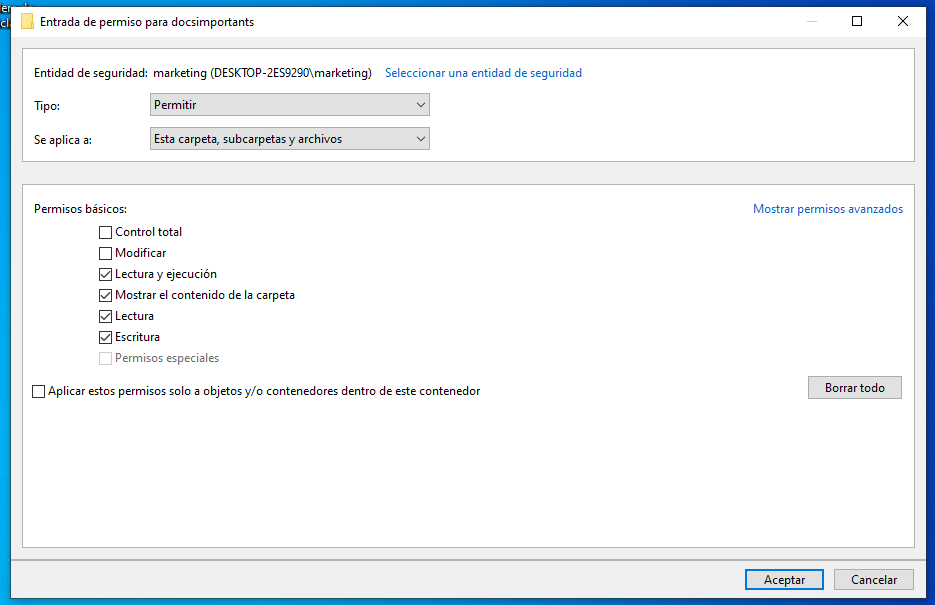 Entrada de permiso para docsimportants
Entidad de seguridad: marketing (DESKTOP-2ES9290\marketing) Seleccionar una entidad de seguridad
Tipo: Permitir
Se aplica a: Esta carpeta, subcarpetas y archivos
Permisos básicos: Mostrar permisos avanzados
Control total
Modificar
Lectura y ejecución
Mostrar el contenido de la carpeta
Lectura
Escritura
Permisos especiales
Aplicar estos permisos solo a objetos y/o contenedores dentro de este contenedor Borrar todo
Aceptar Cancelar